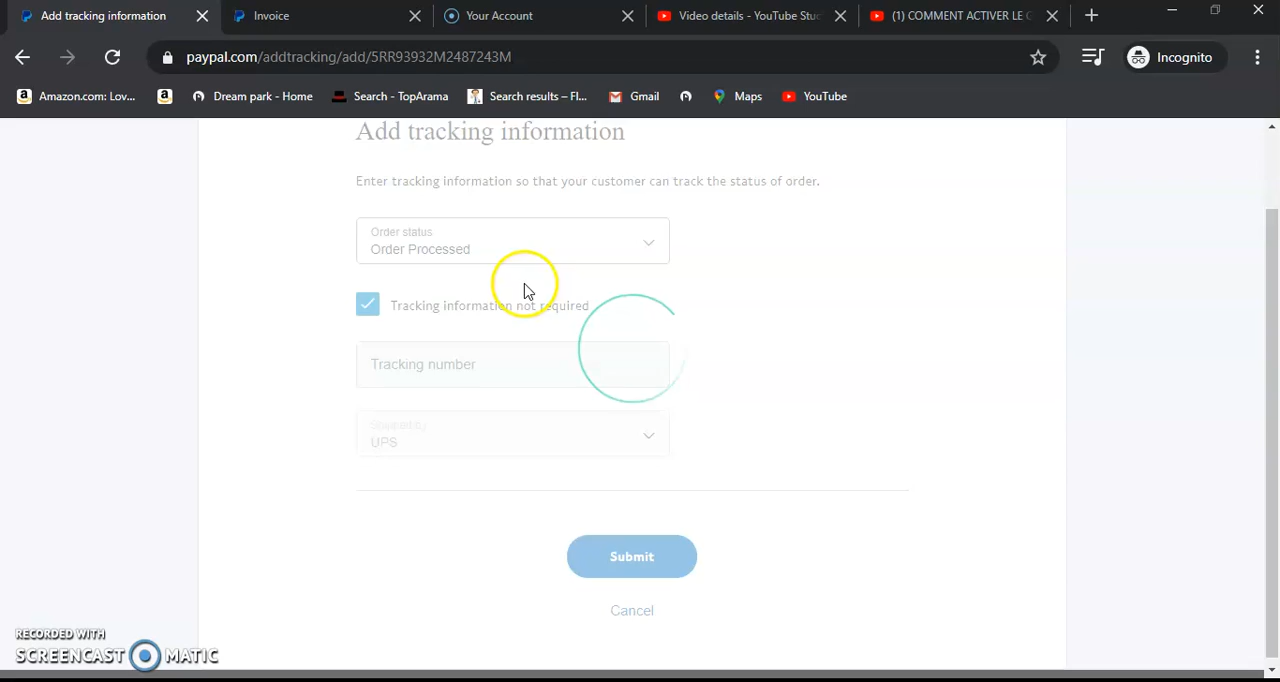 Add tracking information
Invoice
Your Account
Video details - YouTube Stud
(1) COMMENT ACTIVER LE G
paypal.com/addtracking/add/5RR93932M2487243M
Incognito
Amazon.com: Lov...
Dream park - Home
Search - TopArama
Search results – Fl...
Gmail
Maps
YouTube
Add tracking information
Enter tracking information so that your customer can track the status of order.
Order status
Order Processed
Tracking information not required
Tracking number
Shipped by
UPS
Submit
Cancel
RECORDED WITH
SCREENCAST MATIC